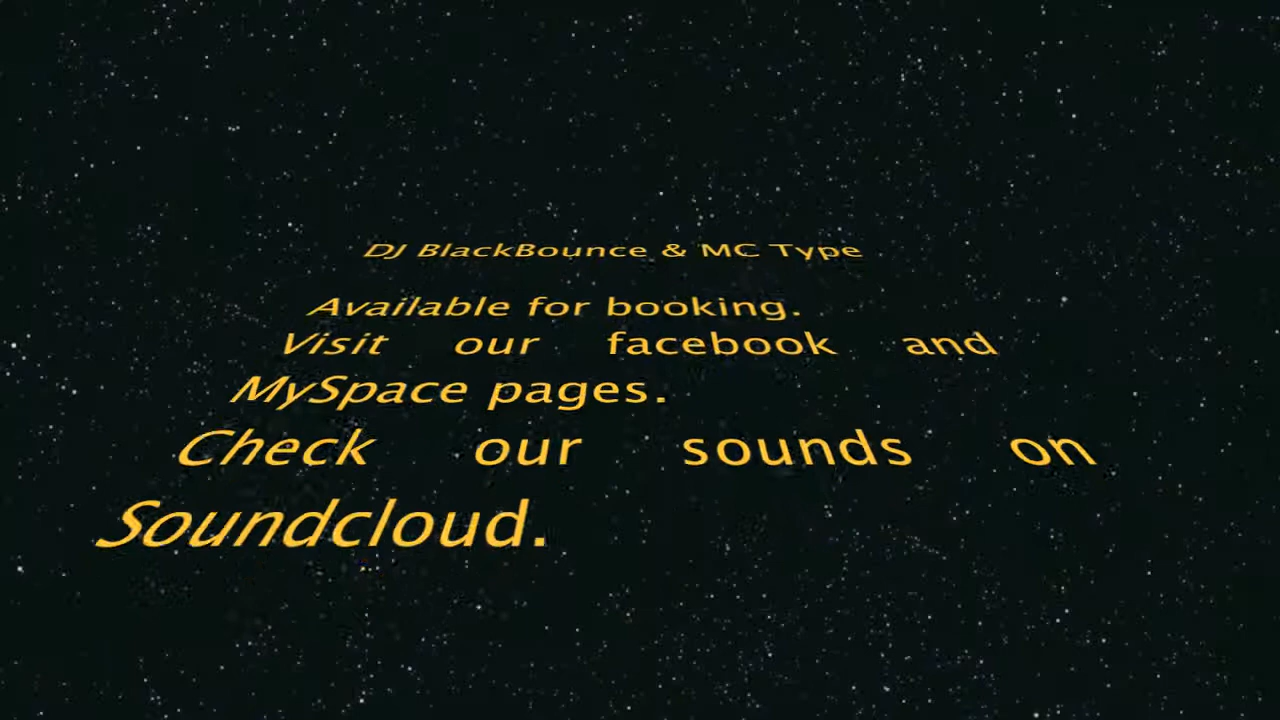 DJ BlackBounce & MC Type
Available for booking.
Visit our facebook and
MySpace pages.
Check our sounds on
Soundcloud.